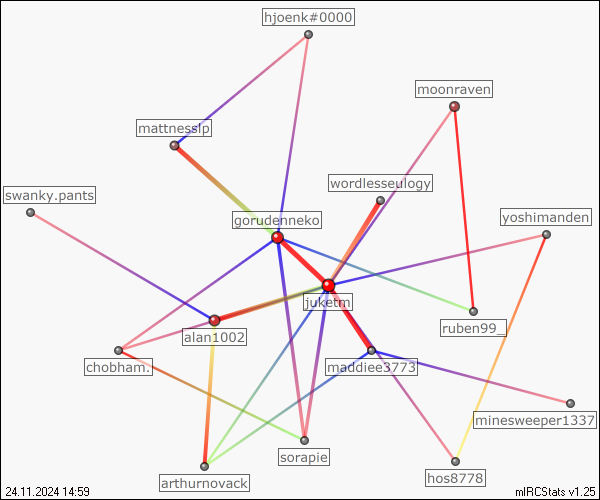 hjoenk#0000
moonraven
mattnesslp
wordlesseulogy
swanky.pants
yoshimanden
gorudenneko
juketm
ruben99_
alan1002
chobham.
maddiee3773
minesweeper1337
sorapie
hos8778
arthurnovack
24.11.2024 14:59
mIRCStats v1.25